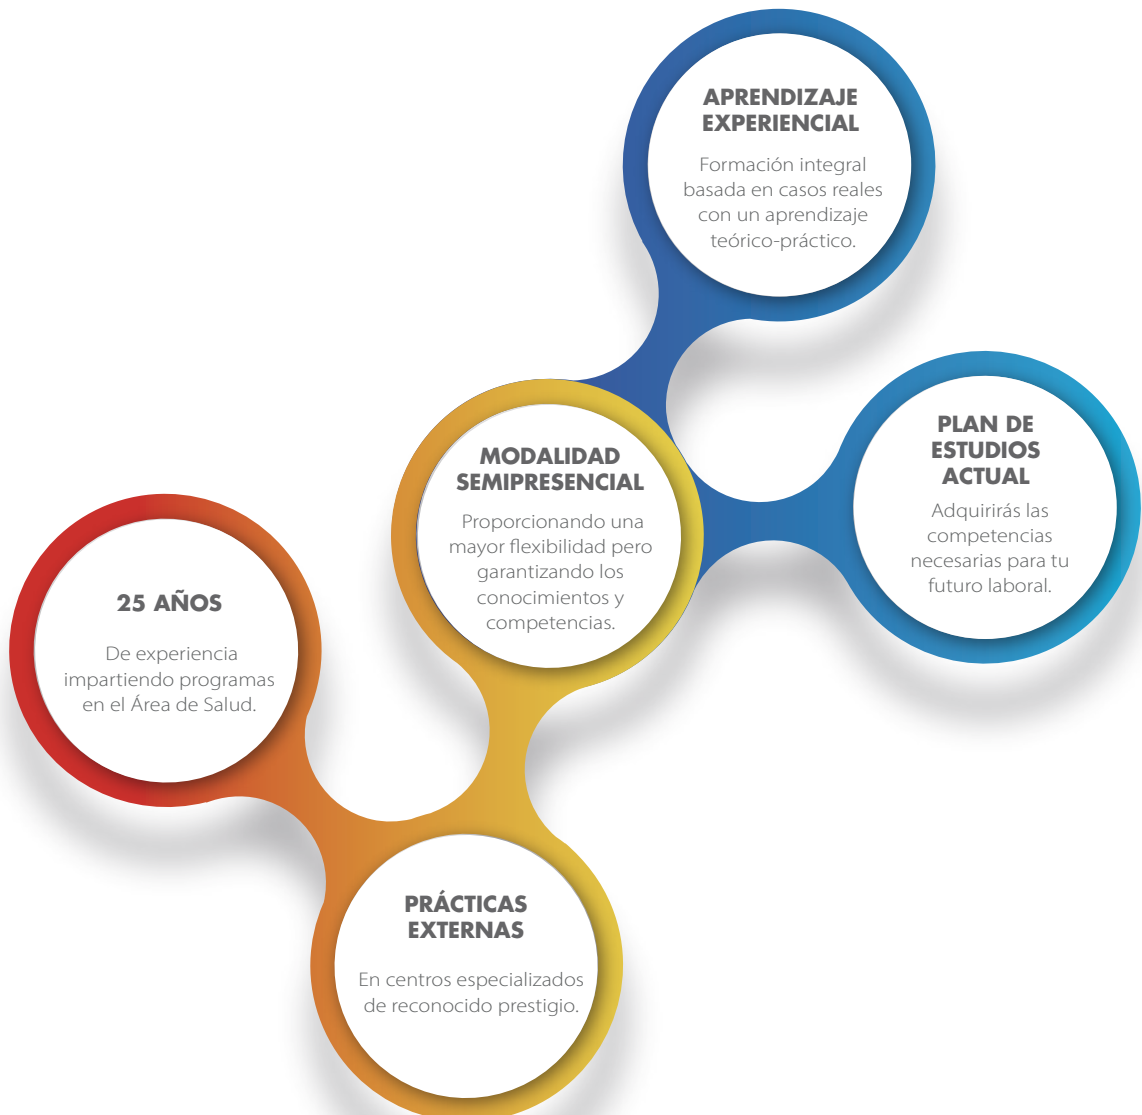 APRENDIZAJE
EXPERIENCIAL
Formación integral
basada en casos reales
con un aprendizaje
teórico-práctico.
PLAN DE
ESTUDIOS
ACTUAL
Adquirirás las
competencias
necesarias para tu
futuro laboral.
MODALIDAD
SEMIPRESENCIAL
Proporcionando una
mayor flexibilidad pero
garantizando los
conocimientos y
competencias.
25 AÑOS
De experiencia
impartiendo programas
en el Área de Salud.
PRÁCTICAS
EXTERNAS
En centros especializados
de reconocido prestigio.